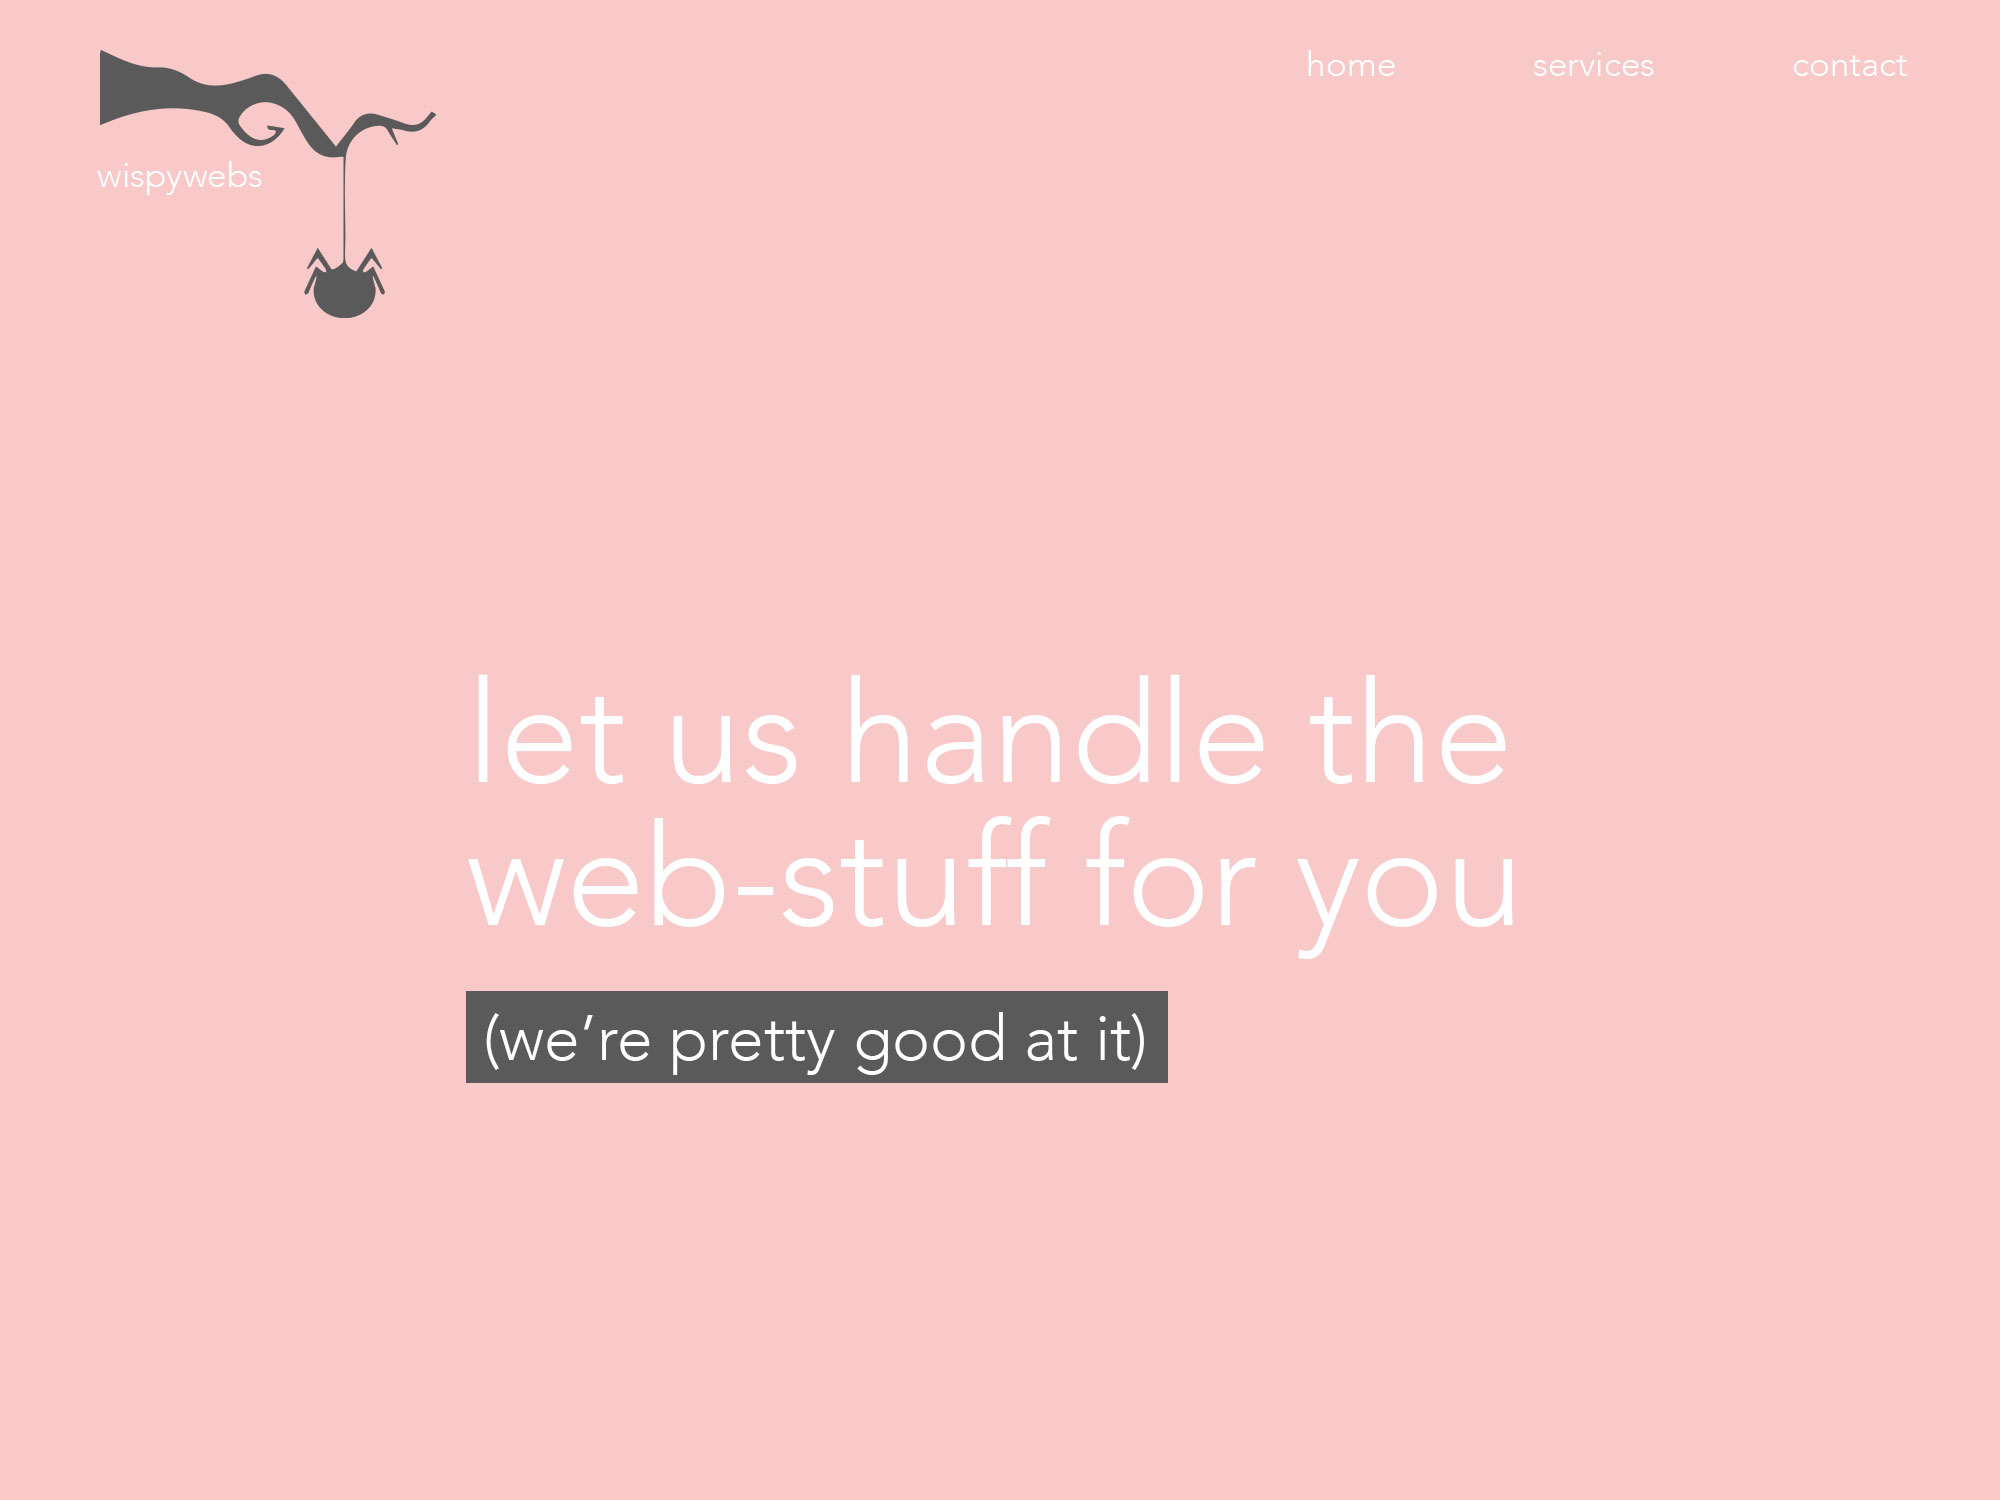 home services contact
wispywebs
let us handle the
web-stuff for you
(we’re pretty good at it)